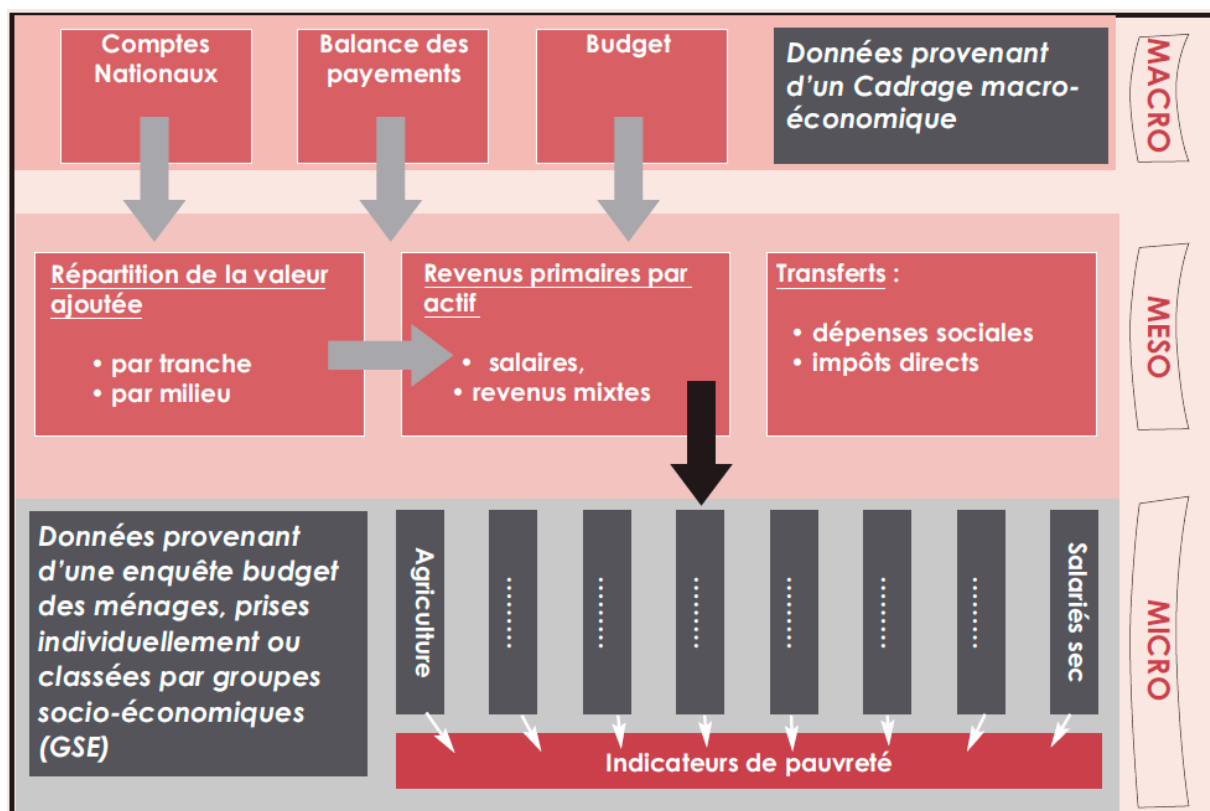 Comptes
Nationaux
Balance des
payements
Budget
Données provenant
d'un Cadrage macro-
économique
MACRO
Répartition de la valeur
ajoutée
• par tranche
• par milieu
Revenus primaires par
actif
• salaires,
• revenus mixtes
Transferts :
• dépenses sociales
• impôts directs
MESO
Données provenant
d'une enquête budget
des ménages, prises
individuellement ou
classées par groupes
socio-économiques
(GSE)
Agriculture
.........
.........
.........
.........
.........
.........
Salariés sec
Indicateurs de pauvreté
MICRO